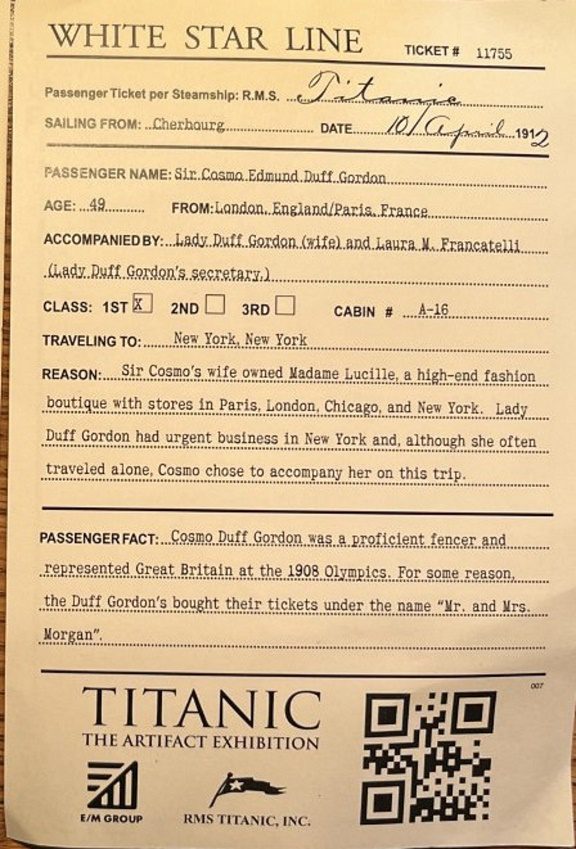 WHITE STAR LINE TICKET # 11755
Passenger Ticket per Steamship: R.M.S. Titanic
SAILING FROM: Cherbourg DATE 10/April 1912
PASSENGER NAME: Sir Cosmo Edmund Duff Gordon
AGE: 49 FROM: London, England/Paris, France
ACCOMPANIED BY: Lady Duff Gordon (wife) and Laura M. Francatelli
(Lady Duff Gordon's secretary.)
CLASS: 1ST X 2ND 3RD CABIN # A-16
TRAVELING TO: New York, New York
REASON: Sir Cosmo's wife owned Madame Lucille, a high-end fashion
boutique with stores in Paris, London, Chicago, and New York. Lady
Duff Gordon had urgent business in New York and, although she often
traveled alone, Cosmo chose to accompany her on this trip.
PASSENGER FACT: Cosmo Duff Gordon was a proficient fencer and
represented Great Britain at the 1908 Olympics. For some reason,
the Duff Gordon's bought their tickets under the name "Mr. and Mrs.
Morgan".
007
TITANIC
THE ARTIFACT EXHIBITION
E/M GROUP RMS TITANIC, INC.